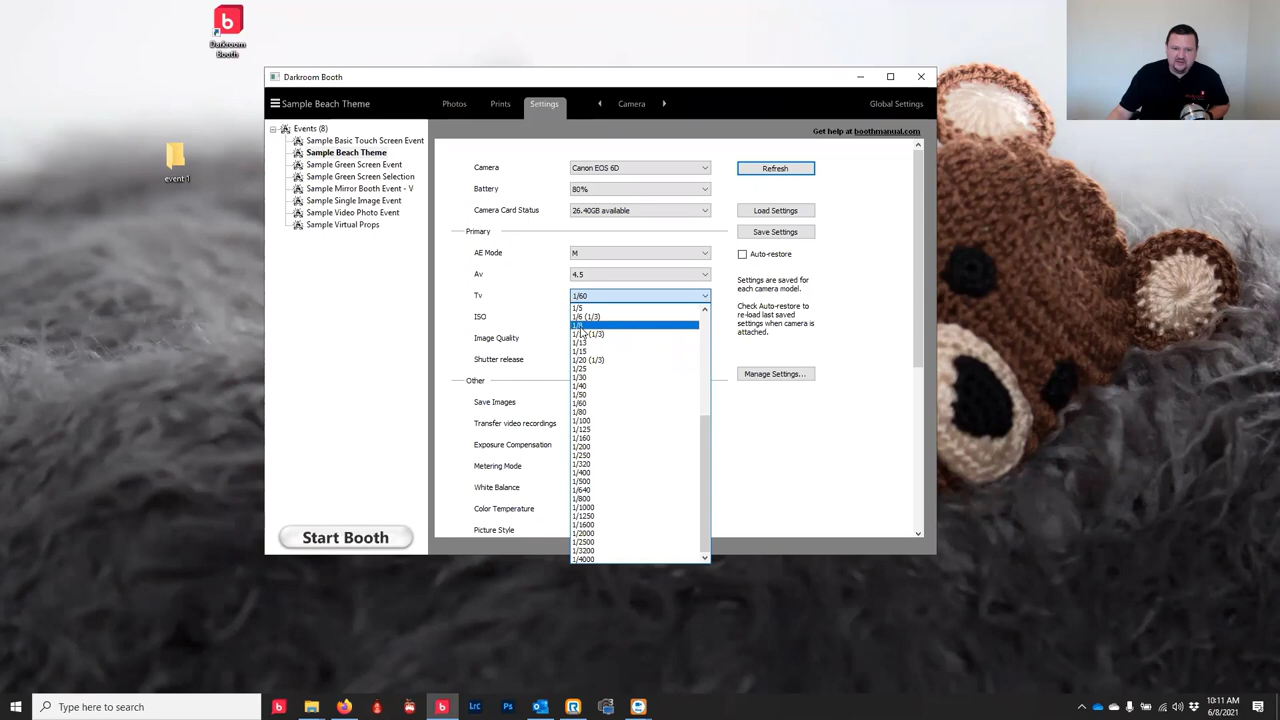 Darkroom
Booth
event 1
Darkroom Booth
Sample Beach Theme
Photos Prints Settings Camera Global Settings
Get help at boothmanual.com
Events (8)
Sample Basic Touch Screen Event
Sample Beach Theme
Sample Green Screen Event
Sample Green Screen Selection
Sample Mirror Booth Event - V
Sample Single Image Event
Sample Video Photo Event
Sample Virtual Props
Start Booth
Camera Canon EOS 6D Refresh
Battery 80%
Camera Card Status 26.40GB available Load Settings
Primary Save Settings
AE Mode M Auto-restore
Av 4.5
Tv 1/60
ISO
Image Quality
Shutter release
Other
Save Images
Transfer video recordings
Exposure Compensation
Metering Mode
White Balance
Color Temperature
Picture Style
1/5
1/6 (1/3)
1/8
(1/3)
1/13
1/15
1/20 (1/3)
1/25
1/30
1/40
1/50
1/60
1/80
1/100
1/125
1/160
1/200
1/250
1/320
1/400
1/500
1/640
1/800
1/1000
1/1250
1/1600
1/2000
1/2500
1/3200
1/4000
Settings are saved for
each camera model.
Check Auto-restore to
re-load last saved
settings when camera is
attached.
Manage Settings...
Type here to search
Lrc
Ps
10:11 AM
6/8/2021